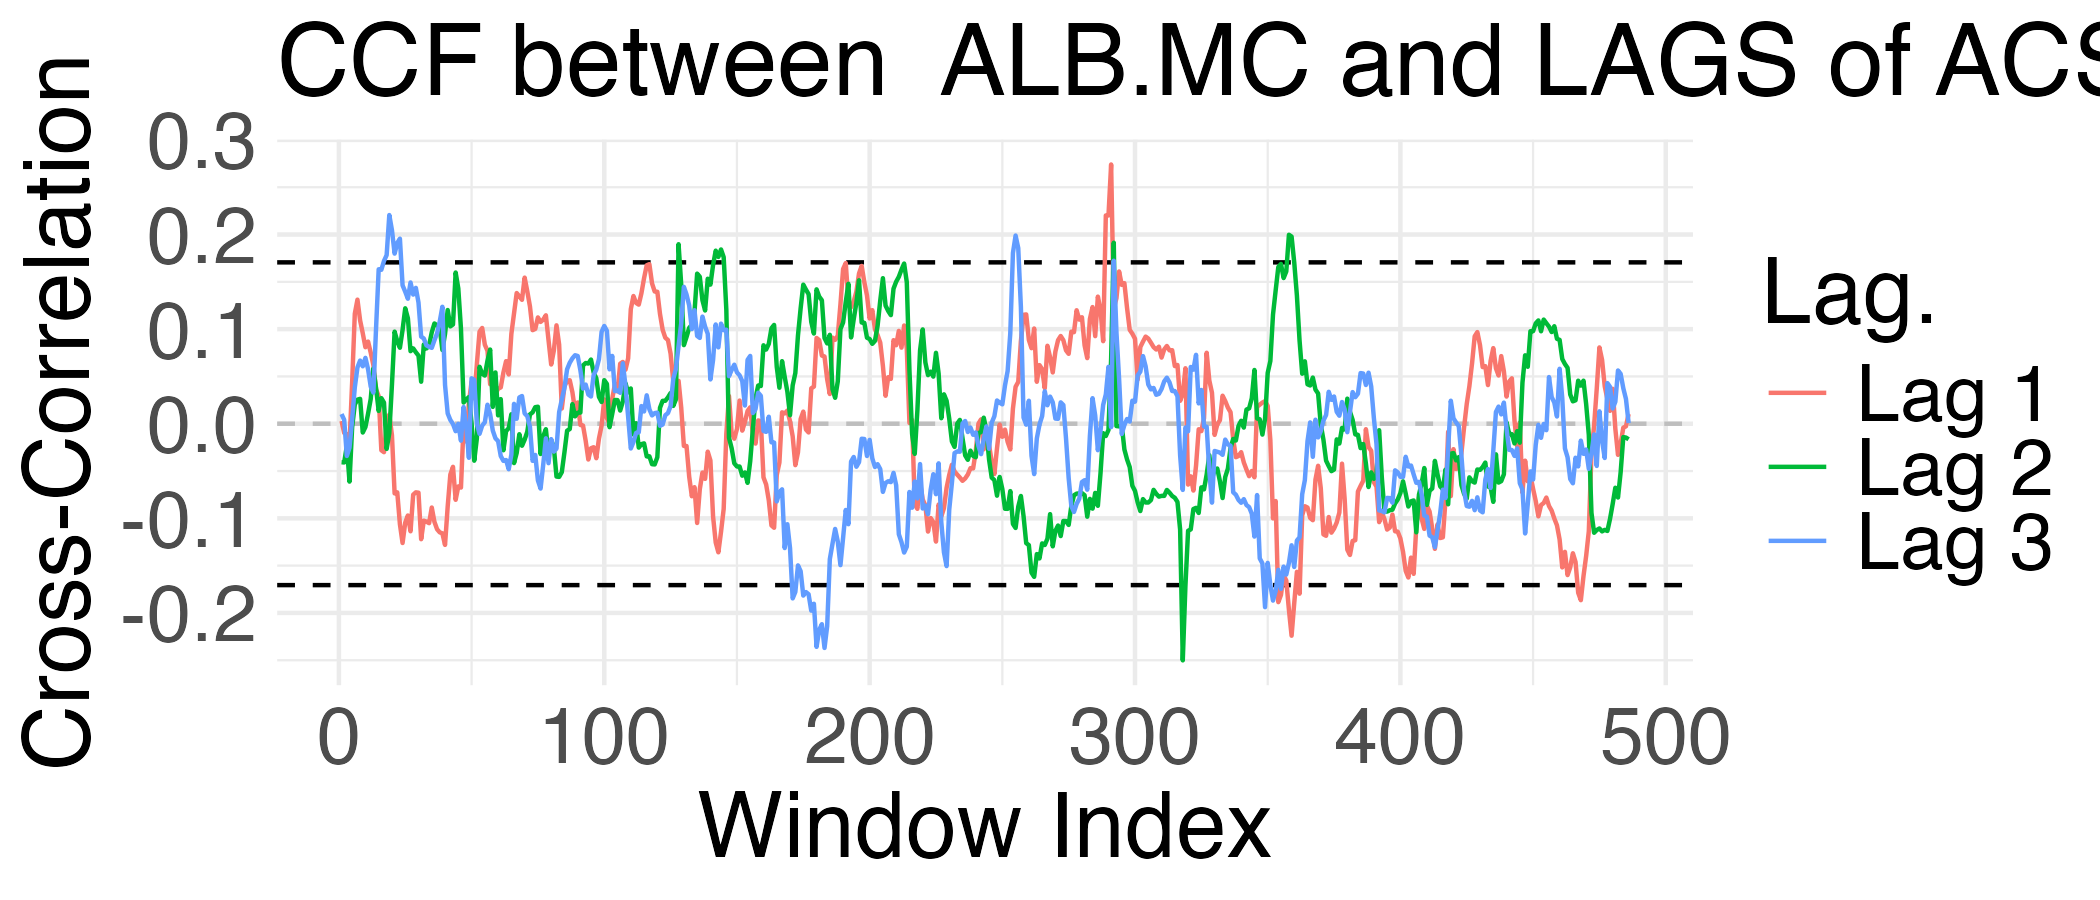 CCF between  ALB.MC and LAGS of ACS
Cross-Correlation
0.3
0.2
0.1
0.0
-0.1
-0.2
0 100 200 300 400 500
Window Index
Lag.
Lag 1
Lag 2
Lag 3